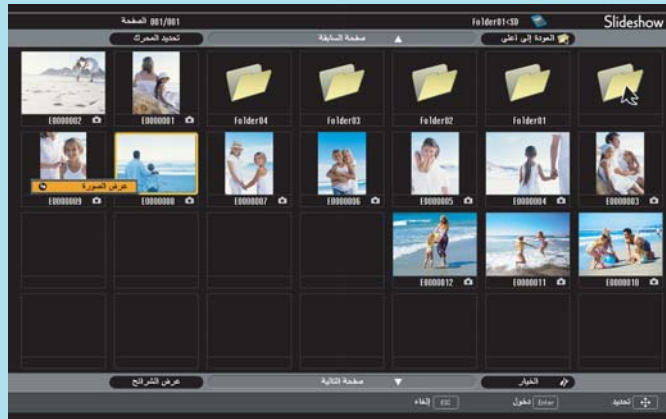 Slideshow
Folder01<SD
001/001 الصفحة
العودة إلى أعلى
▲ صفحة السابقة
تحديد المحرك
Folder01
Folder02
Folder03
Folder04
E0000001
E0000002
E0000003
E0000004
E0000005
E0000006
E0000007
E0000008
E0000009
عرض الصورة
E0000010
E0000011
E0000012
الخيار
▼ صفحة التالية
عرض الشرائح
تحديد
Enter دخول
ESC إلغاء